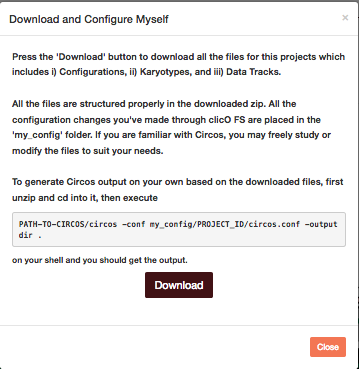 Download and Configure Myself
×
Press the 'Download' button to download all the files for this projects which
includes i) Configurations, ii) Karyotypes, and iii) Data Tracks.
All the files are structured properly in the downloaded zip. All the
configuration changes you've made through clicO FS are placed in the
'my_config' folder. If you are familiar with Circos, you may freely study or
modify the files to suit your needs.
To generate Circos output on your own based on the downloaded files, first
unzip and cd into it, then execute
PATH-TO-CIRCOS/circos -conf my_config/PROJECT_ID/circos.conf -output
dir .
on your shell and you should get the output.
Download
Close